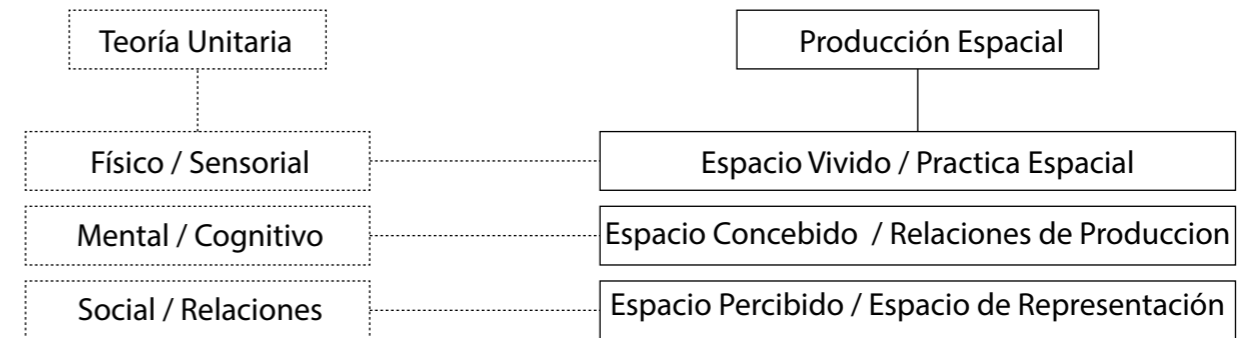 Teoría Unitaria
Producción Espacial
Físico / Sensorial
Espacio Vivido / Practica Espacial
Mental / Cognitivo
Espacio Concebido / Relaciones de Produccion
Social / Relaciones
Espacio Percibido / Espacio de Representación